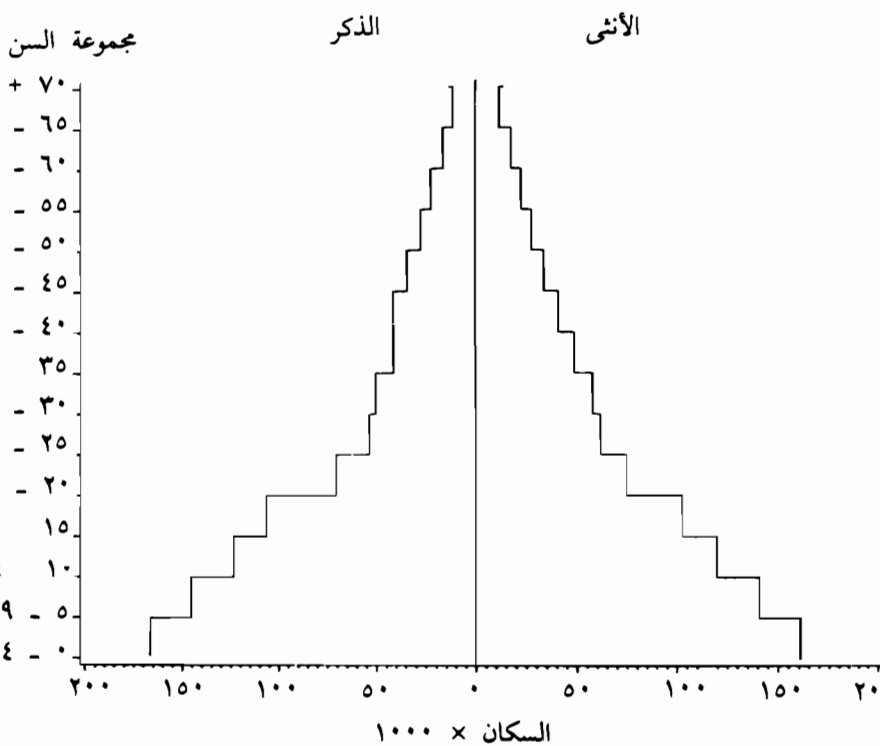 الأنثى
الذكر
مجموعة السن
٧٠ +
٦٥ -
٦٠ -
٥٥ -
٥٠ -
٤٥ -
٤٠ -
٣٥
٣٠ -
٢٥ -
٢٠ -
١٥
١٠
٥ - ٩
٠ - ٤
٢٠٠ ١٥٠ ١٠٠ ٥٠ ٠ ٥٠ ١٠٠ ١٥٠
السكان × ١٠٠٠